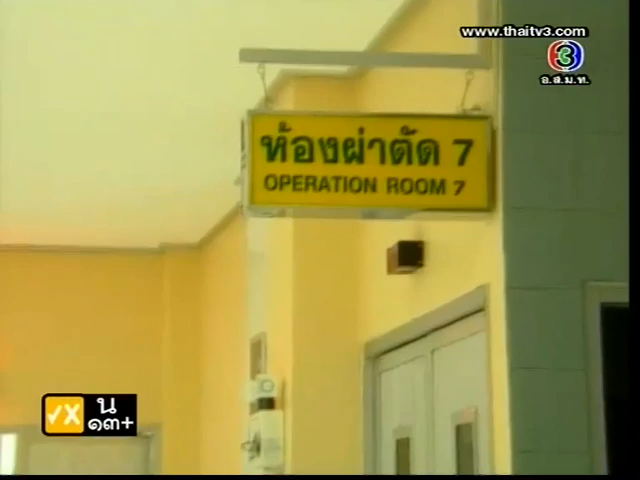 www.thaitv3.com
3
อ.ส.ม.ท.
ห้องผ่าตัด 7
OPERATION ROOM 7
น
๑๓+